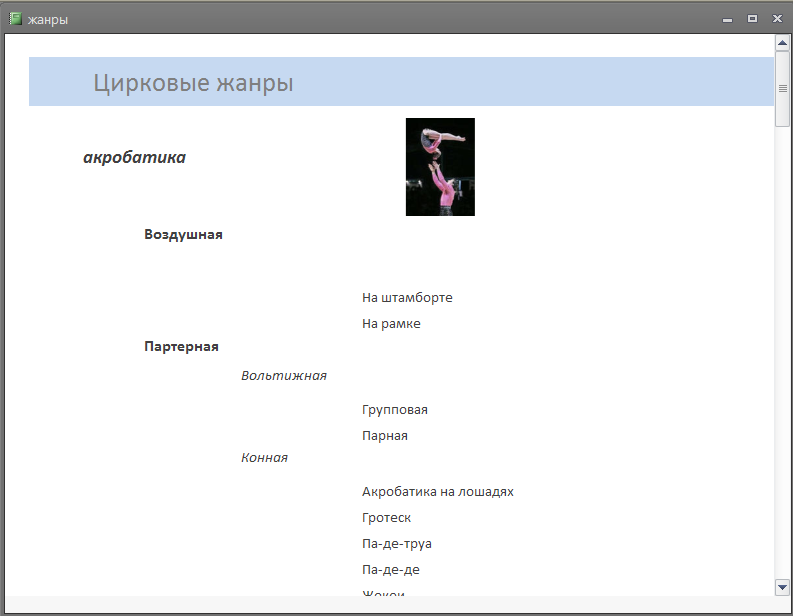 жанры
Цирковые жанры
акробатика
Воздушная
На штамборте
На рамке
Партерная
Вольтижная
Групповая
Парная
Конная
Акробатика на лошадях
Гротеск
Па-де-труа
Па-де-де
Жокеи